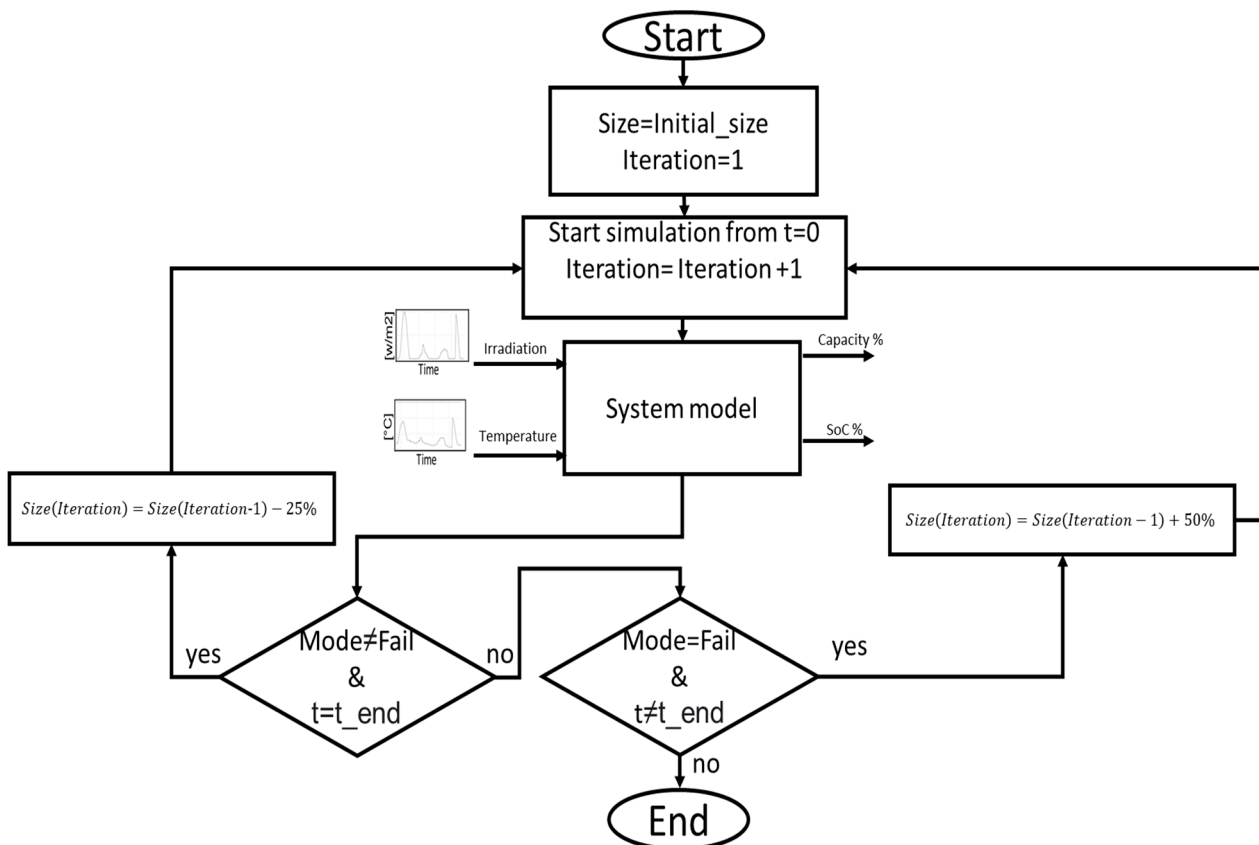 Start
Size=Initial_size
Iteration=1
Start simulation from t=0
Iteration= Iteration +1
[w/m2]
Time
Irradiation
Capacity %
System model
[°C]
Time
Temperature
SoC %
Size(Iteration) = Size(Iteration-1) − 25%
Size(Iteration) = Size(Iteration − 1) + 50%
yes
Mode≠Fail
&
t=t_end
no
Mode=Fail
&
t≠t_end
yes
no
End